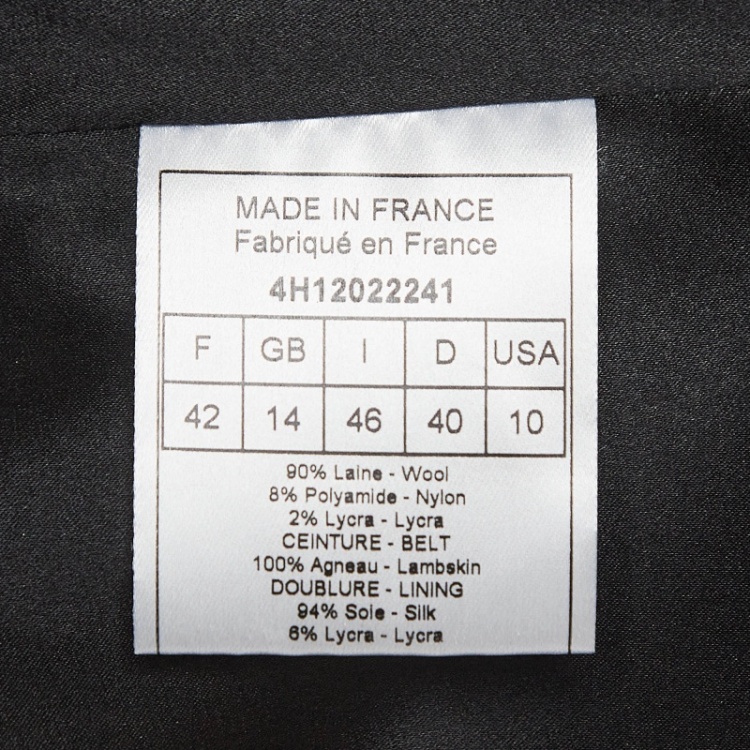 MADE IN FRANCE
Fabriqué en France
4H12022241
F GB I D USA
42 14 46 40 10
90% Laine - Wool
8% Polyamide - Nylon
2% Lycra - Lycra
CEINTURE - BELT
100% Agneau - Lambskin
DOUBLURE - LINING
94% Soie - Silk
6% Lycra - Lycra